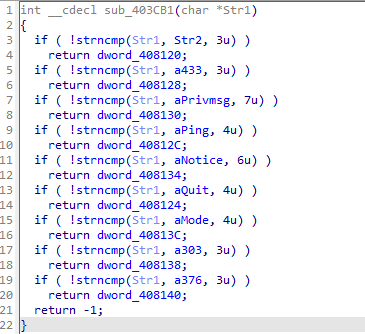 1 int __cdecl sub_403CB1(char *Str1)
2 {
3 if ( !strncmp(Str1, Str2, 3u) )
4 return dword_408120;
5 if ( !strncmp(Str1, a433, 3u) )
6 return dword_408128;
7 if ( !strncmp(Str1, aPrivmsg, 7u) )
8 return dword_408130;
9 if ( !strncmp(Str1, aPing, 4u) )
10 return dword_40812C;
11 if ( !strncmp(Str1, aNotice, 6u) )
12 return dword_408134;
13 if ( !strncmp(Str1, aQuit, 4u) )
14 return dword_408124;
15 if ( !strncmp(Str1, aMode, 4u) )
16 return dword_40813C;
17 if ( !strncmp(Str1, a303, 3u) )
18 return dword_408138;
19 if ( !strncmp(Str1, a376, 3u) )
20 return dword_408140;
21 return -1;
22 }